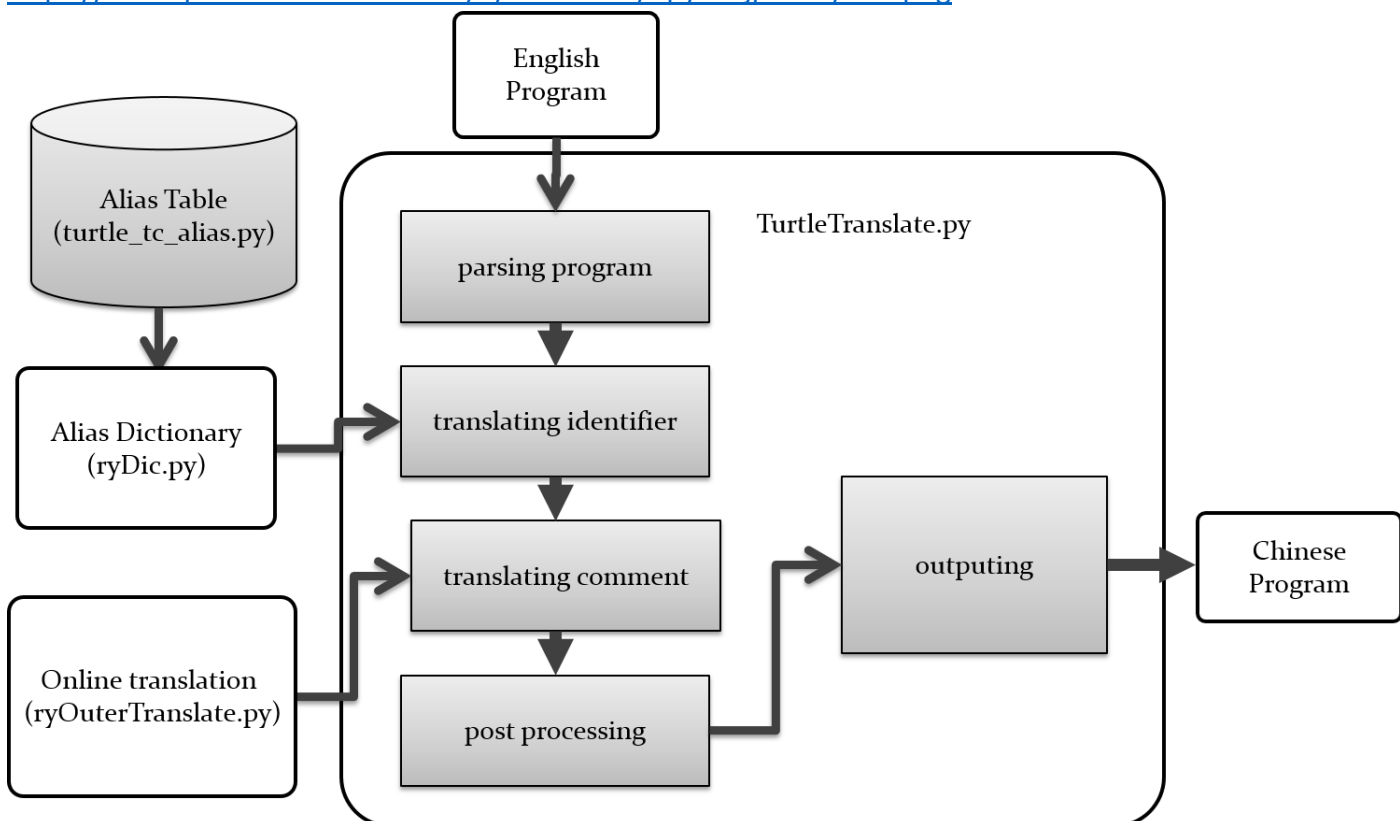 English
Program
Alias Table
(turtle_tc_alias.py)
TurtleTranslate.py
parsing program
translating identifier
Alias Dictionary
(ryDic.py)
translating comment
outputing
Chinese
Program
Online translation
(ryOuterTranslate.py)
post processing